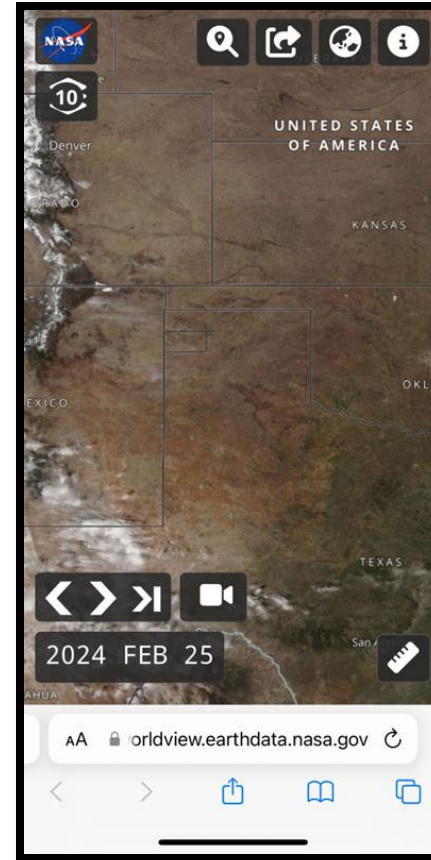 NASA
10
Denver
UNITED STATES
OF AMERICA
KANSAS
EXICO
OKL
TEXAS
2024 FEB 25
San A
AHUA
AA orldview.earthdata.nasa.gov